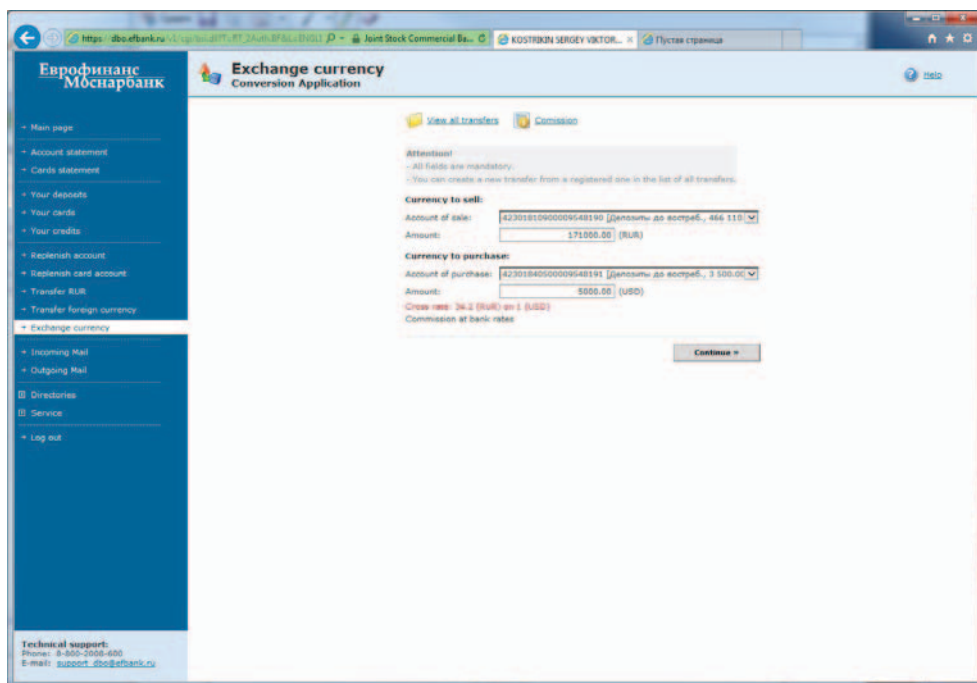 https://dbo.efbank.ru
Joint Stock Commercial Ba...
KOSTRIKIN SERGEY VIKTOR...
Пустая страница
Еврофинанс
Моснарбанк
Exchange currency
Conversion Application
Help
Main page
Account statement
Cards statement
Your deposits
Your cards
Your credits
Replenish account
Replenish card account
Transfer RUR
Transfer foreign currency
Exchange currency
Incoming Mail
Outgoing Mail
Directories
Service
Log out
View all transfers
Comission
Attention!
- All fields are mandatory.
- You can create a new transfer from a registered one in the list of all transfers.
Currency to sell:
Account of sale: 42301810900009548190 [Депозиты до востреб., 466 110
Amount: 171000.00 (RUR)
Currency to purchase:
Account of purchase: 42301840500009548191 [Депозиты до востреб., 3 500.00
Amount: 5000.00 (USD)
Cross rate: 34.2 (RUR) on 1 (USD)
Commission at bank rates
Continue »
Technical support:
Phone: 8-800-2008-600
E-mail: support_dbo@efbank.ru